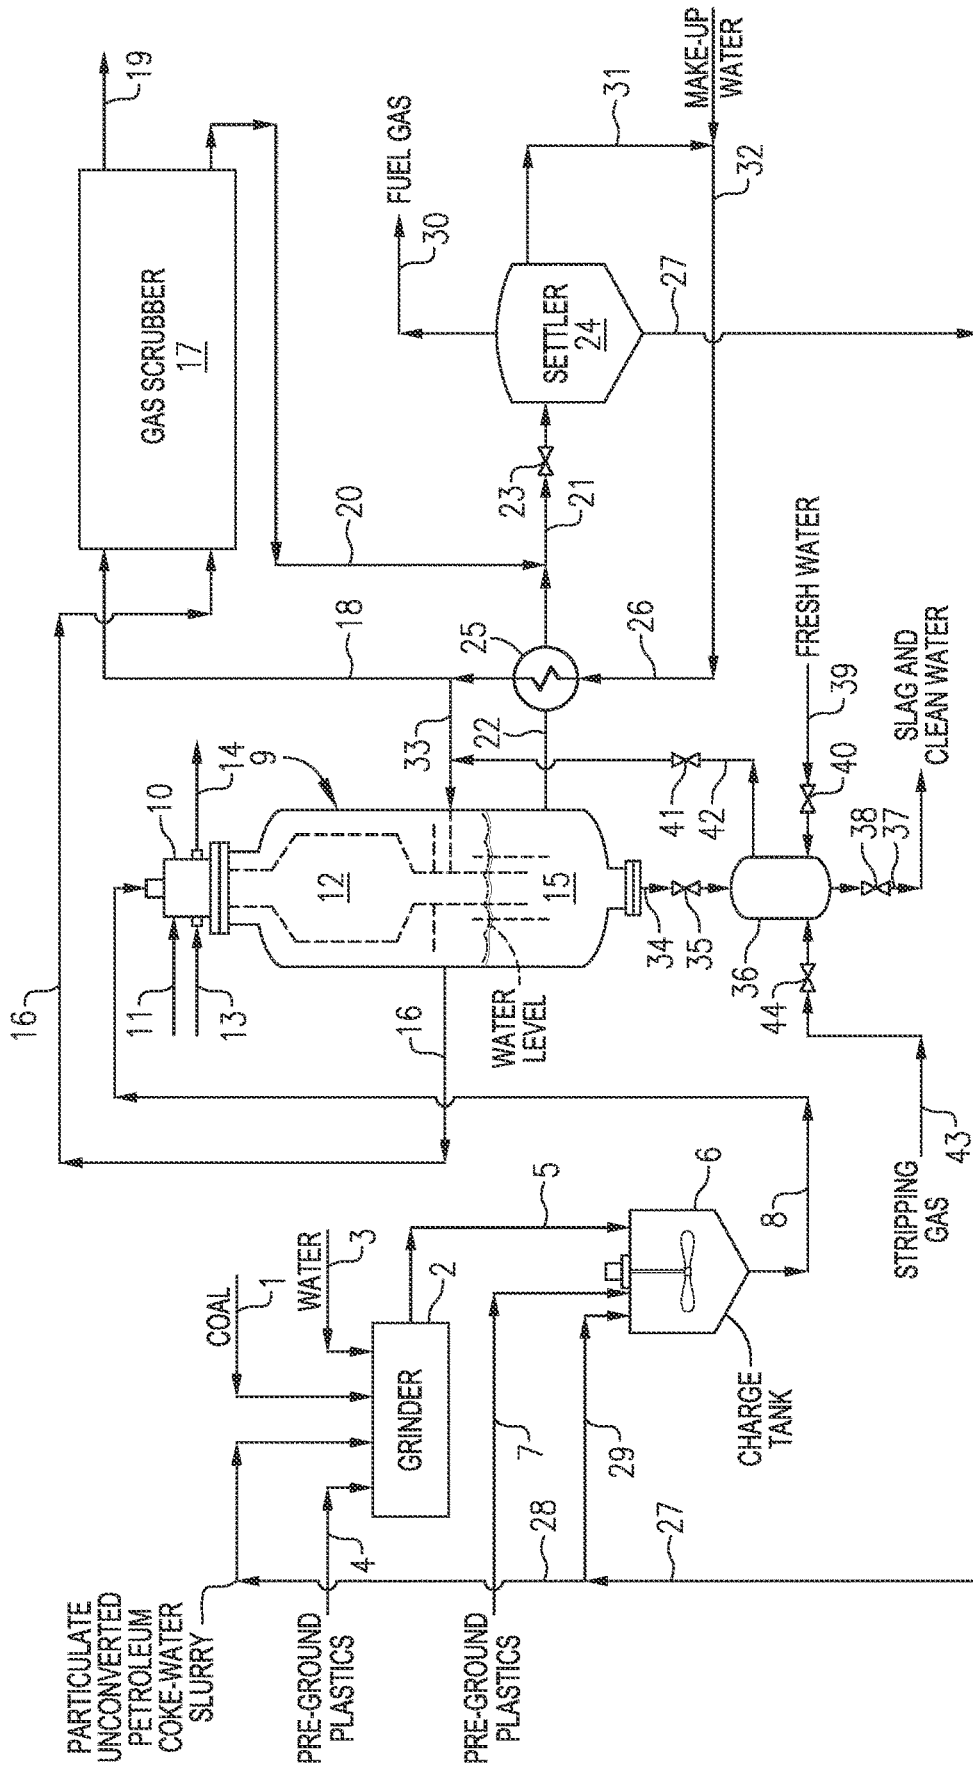 PARTICULATE
UNCONVERTED
PETROLEUM
COKE-WATER
SLURRY
PRE-GROUND
PLASTICS
PRE-GROUND
PLASTICS
COAL
1
WATER
3
4
GRINDER
2
5
7
28
29
27
CHARGE
TANK
6
8
16
16
11
13
10
14
9
12
15
WATER
LEVEL
33
22
25
18
26
GAS SCRUBBER
17
19
20
21
23
SETTLER
24
30
FUEL GAS
31
MAKE-UP
WATER
32
27
34
35
36
41
42
44
STRIPPING
GAS
43
FRESH WATER
39
40
38
37
SLAG AND
CLEAN WATER